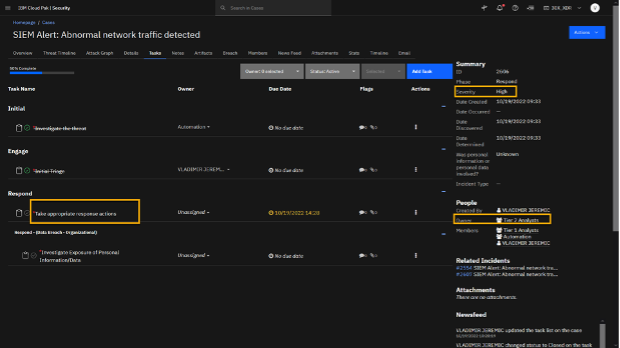 IBM Cloud Pak | Security
Search in Cases
Homepage / Cases
SIEM Alert: Abnormal network traffic detected
Actions
Overview Threat Timeline Attack Graph Details Tasks Notes Artifacts Breach Members News Feed Attachments Stats Timeline Email
50% Complete
Owner: 0 selected
Status: Active
Selected
Add Task
Task Name Owner Due Date Flags Actions
Initial
*Investigate the threat Automation No due date
Engage
*Initial Triage VLADIMIR JEREM... No due date
Respond
*Take appropriate response actions Unassigned 10/19/2022 14:20
Respond - (Data Breach - Organizational)
*Investigate Exposure of Personal Information/Data Unassigned No due date
Summary
ID
Phase Respond
Severity High
Date Created 10/19/2022 09:33
Date Occurred —
Date Discovered 10/19/2022 09:33
Date Determined 10/19/2022 09:33
Was personal information or personal data involved? Unknown
Incident Type —
People
Created By VLADIMIR JEREMIC
Owner Tier 2 Analysts
Members Tier 1 Analysts
Automation
VLADIMIR JEREMIC
Related Incidents
SIEM Alert: Abnormal network tra...
SIEM Alert: Abnormal network tra...
Attachments
There are no attachments.
Newsfeed
VLADIMIR JEREMIC updated the task list on the case
VLADIMIR JEREMIC changed status to Closed on the task